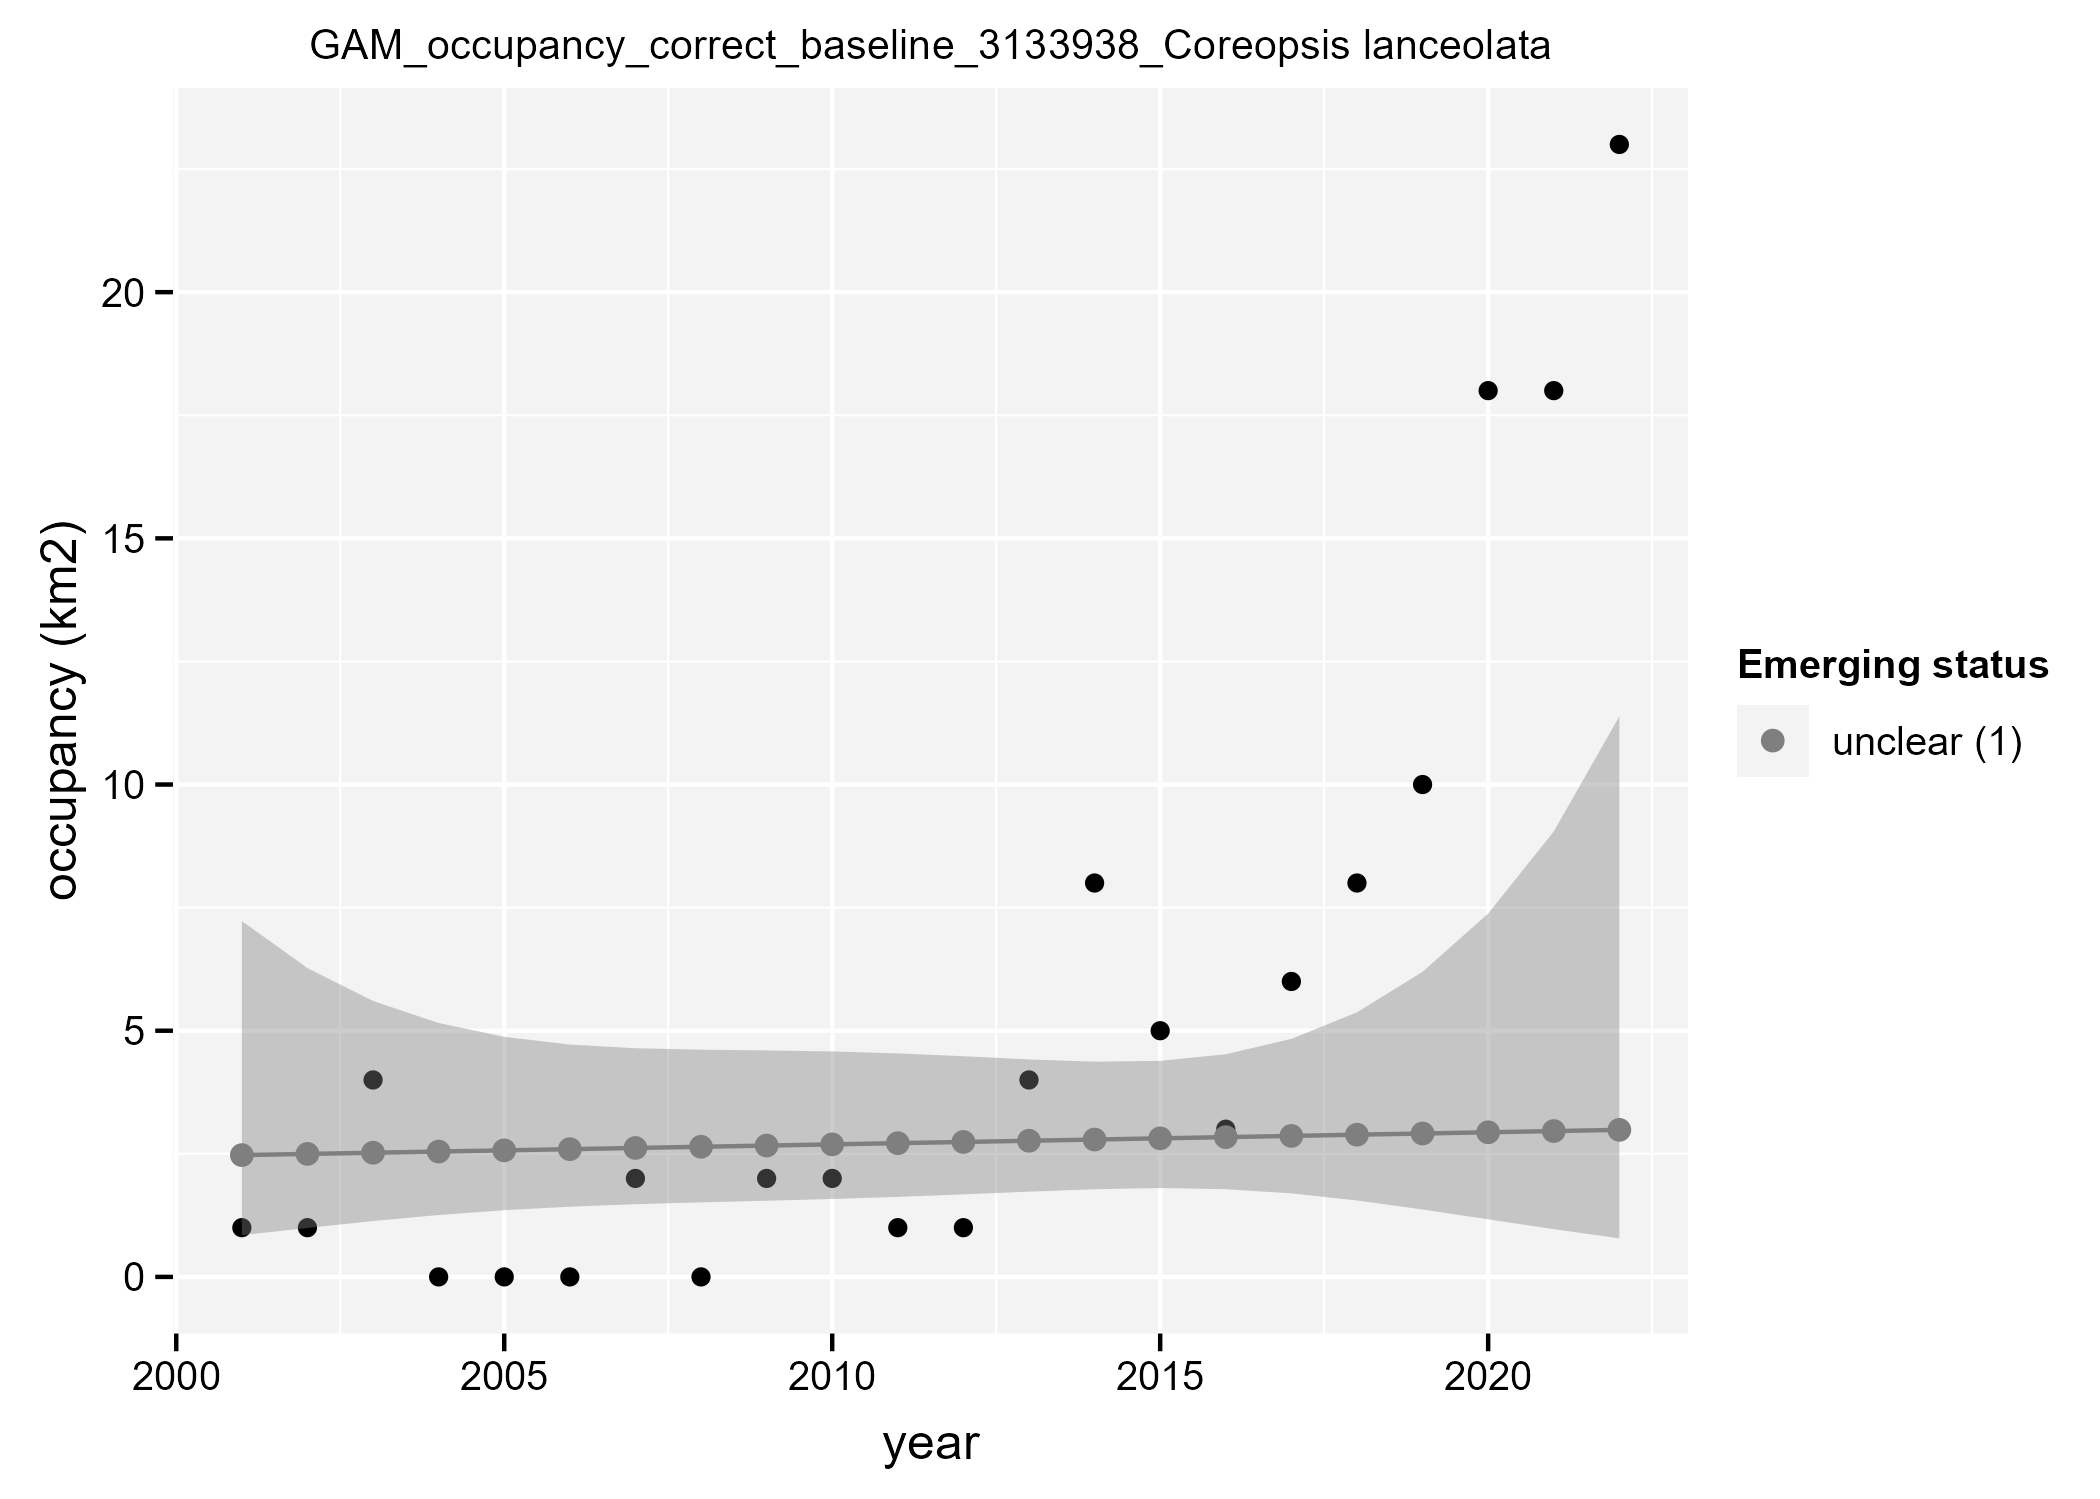 GAM_occupancy_correct_baseline_3133938_Coreopsis lanceolata
occupancy (km2)
20
15
10
5
0
2000 2005 2010 2015 2020
year
Emerging status
unclear (1)